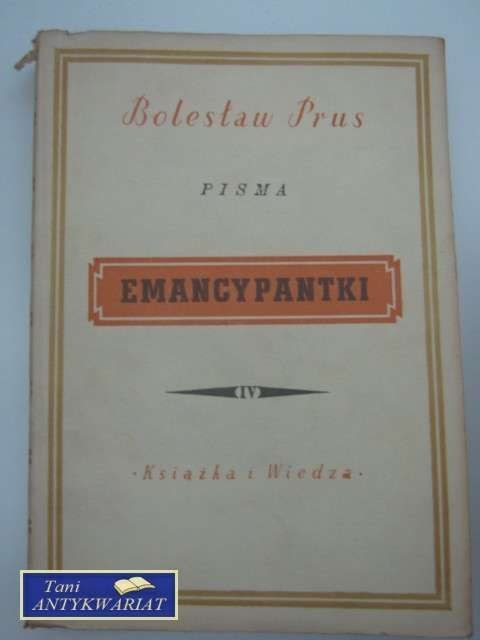 Bolesław Prus
PISMA
EMANCYPANTKI
IV
·Książka i Wiedza·
Tani
ANTYKWARIAT